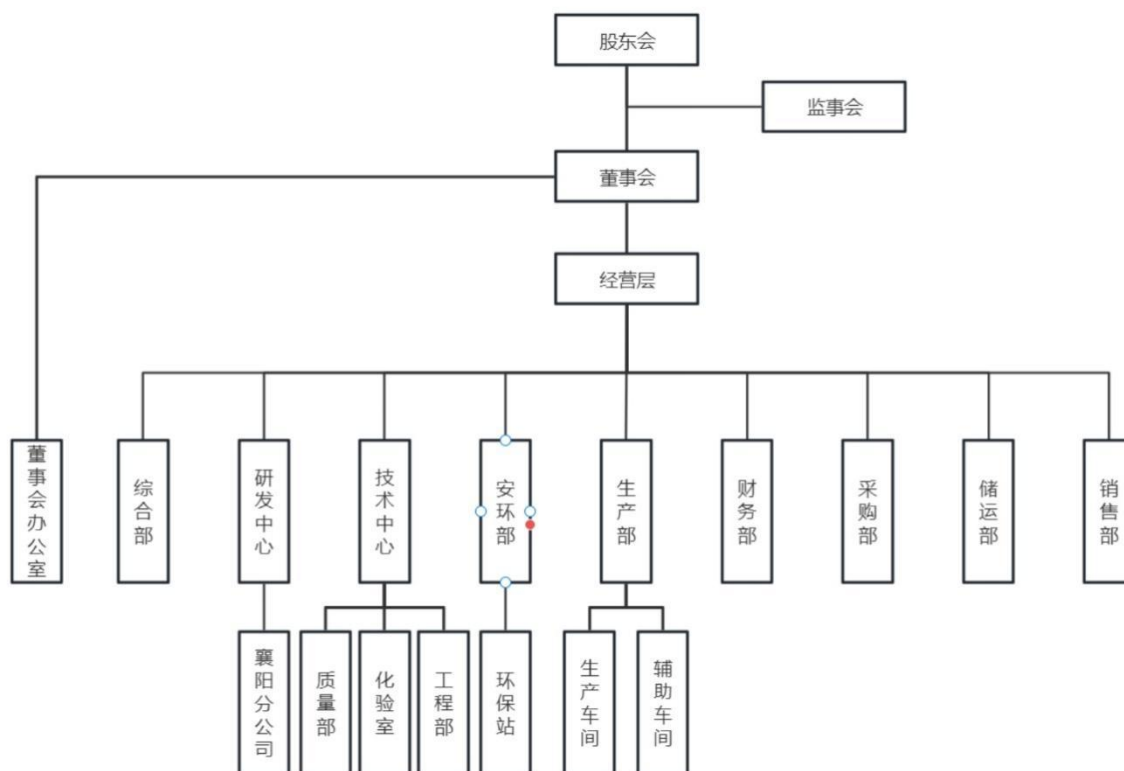 股东会
监事会
董事会
经营层
董事会办公室
综合部
研发中心
技术中心
安环部
生产部
财务部
采购部
储运部
销售部
襄阳分公司
质量部
化验室
工程部
环保站
生产车间
辅助车间